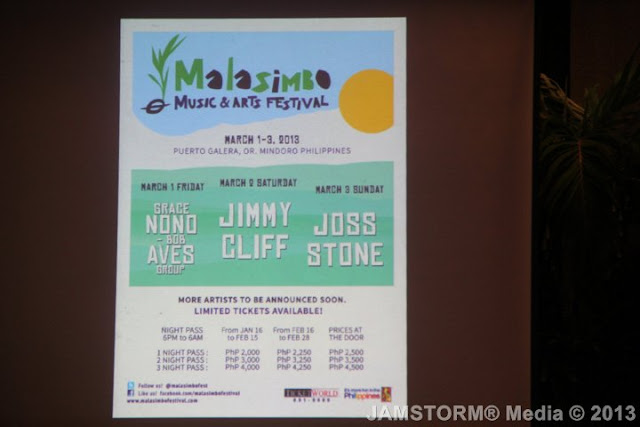 Malasimbo
MUSIC & ARTS FESTIVAL
MARCH 1-3, 2013
PUERTO GALERA, OR. MINDORO PHILIPPINES
MARCH 1 FRIDAY
GRACE
NONO
- BOB
AVES
GROUP
MARCH 2 SATURDAY
JIMMY
CLIFF
MARCH 3 SUNDAY
JOSS
STONE
MORE ARTISTS TO BE ANNOUNCED SOON.
LIMITED TICKETS AVAILABLE!
NIGHT PASS From JAN 16 From FEB 16 PRICES AT
6PM to 6AM to FEB 15 to FEB 28 THE DOOR
1 NIGHT PASS : PhP 2,000 PhP 2,250 PhP 2,500
2 NIGHT PASS : PhP 3,000 PhP 3,250 PhP 3,500
3 NIGHT PASS : PhP 4,000 PhP 4,250 PhP 4,500
Follow us! @malasimbofest
Like us! facebook.com/malasimbofestival
www.malasimbofestival.com
TICKETWORLD
891-9999
Philippines
JAMSTORM® Media © 2013